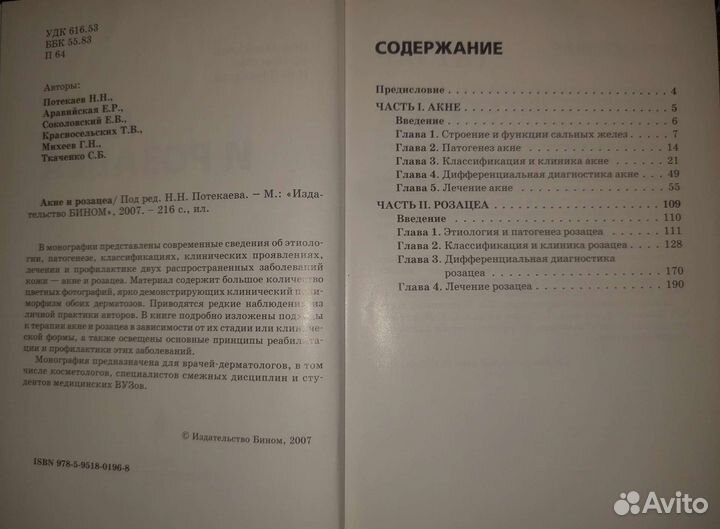 УДК 616.53
ББК 55.83
П 64
Авторы:
Потекаев Н.Н.,
Аравийская Е.Р.,
Соколовский Е.В.,
Красносельских Т.В.,
Михеев Г.Н.,
Ткаченко С.Б.
Акне и розацеа/ Под ред. Н.Н. Потекаева. – М.: «Изда-
тельство БИНОМ», 2007. – 216 с., ил.
В монографии представлены современные сведения об этиоло-
гии, патогенезе, классификациях, клинических проявлениях,
лечении и профилактике двух распространенных заболеваний
кожи — акне и розацеа. Материал содержит большое количество
цветных фотографий, ярко демонстрирующих клинический поли-
морфизм обоих дерматозов. Приводятся редкие наблюдения из
личной практики авторов. В книге подробно изложены подходы
к терапии акне и розацеа в зависимости от их стадии или клиниче-
ской формы, а также освещены основные принципы реабилита-
ции и профилактики этих заболеваний.
Монография предназначена для врачей-дерматологов, в том
числе косметологов, специалистов смежных дисциплин и сту-
дентов медицинских ВУЗов.
© Издательство Бином, 2007
ISBN 978-5-9518-0196-8
СОДЕРЖАНИЕ
Предисловие . . . . . . . . . . 4
ЧАСТЬ I. АКНЕ . . . . . . . . . . 5
Введение . . . . . . . . . . 6
Глава 1. Строение и функции сальных желез . . . . 7
Глава 2. Патогенез акне . . . . . . . . . . 14
Глава 3. Классификация и клиника акне . . . . . 21
Глава 4. Дифференциальная диагностика акне . . . 49
Глава 5. Лечение акне . . . . . . . . . . 55
ЧАСТЬ II. РОЗАЦЕА . . . . . . . . . . 109
Введение . . . . . . . . . . 110
Глава 1. Этиология и патогенез розацеа . . . . . 111
Глава 2. Классификация и клиника розацеа . . . . 128
Глава 3. Дифференциальная диагностика
розацеа . . . . . . . . . . 170
Глава 4. Лечение розацеа . . . . . . . . . . 190
Avito